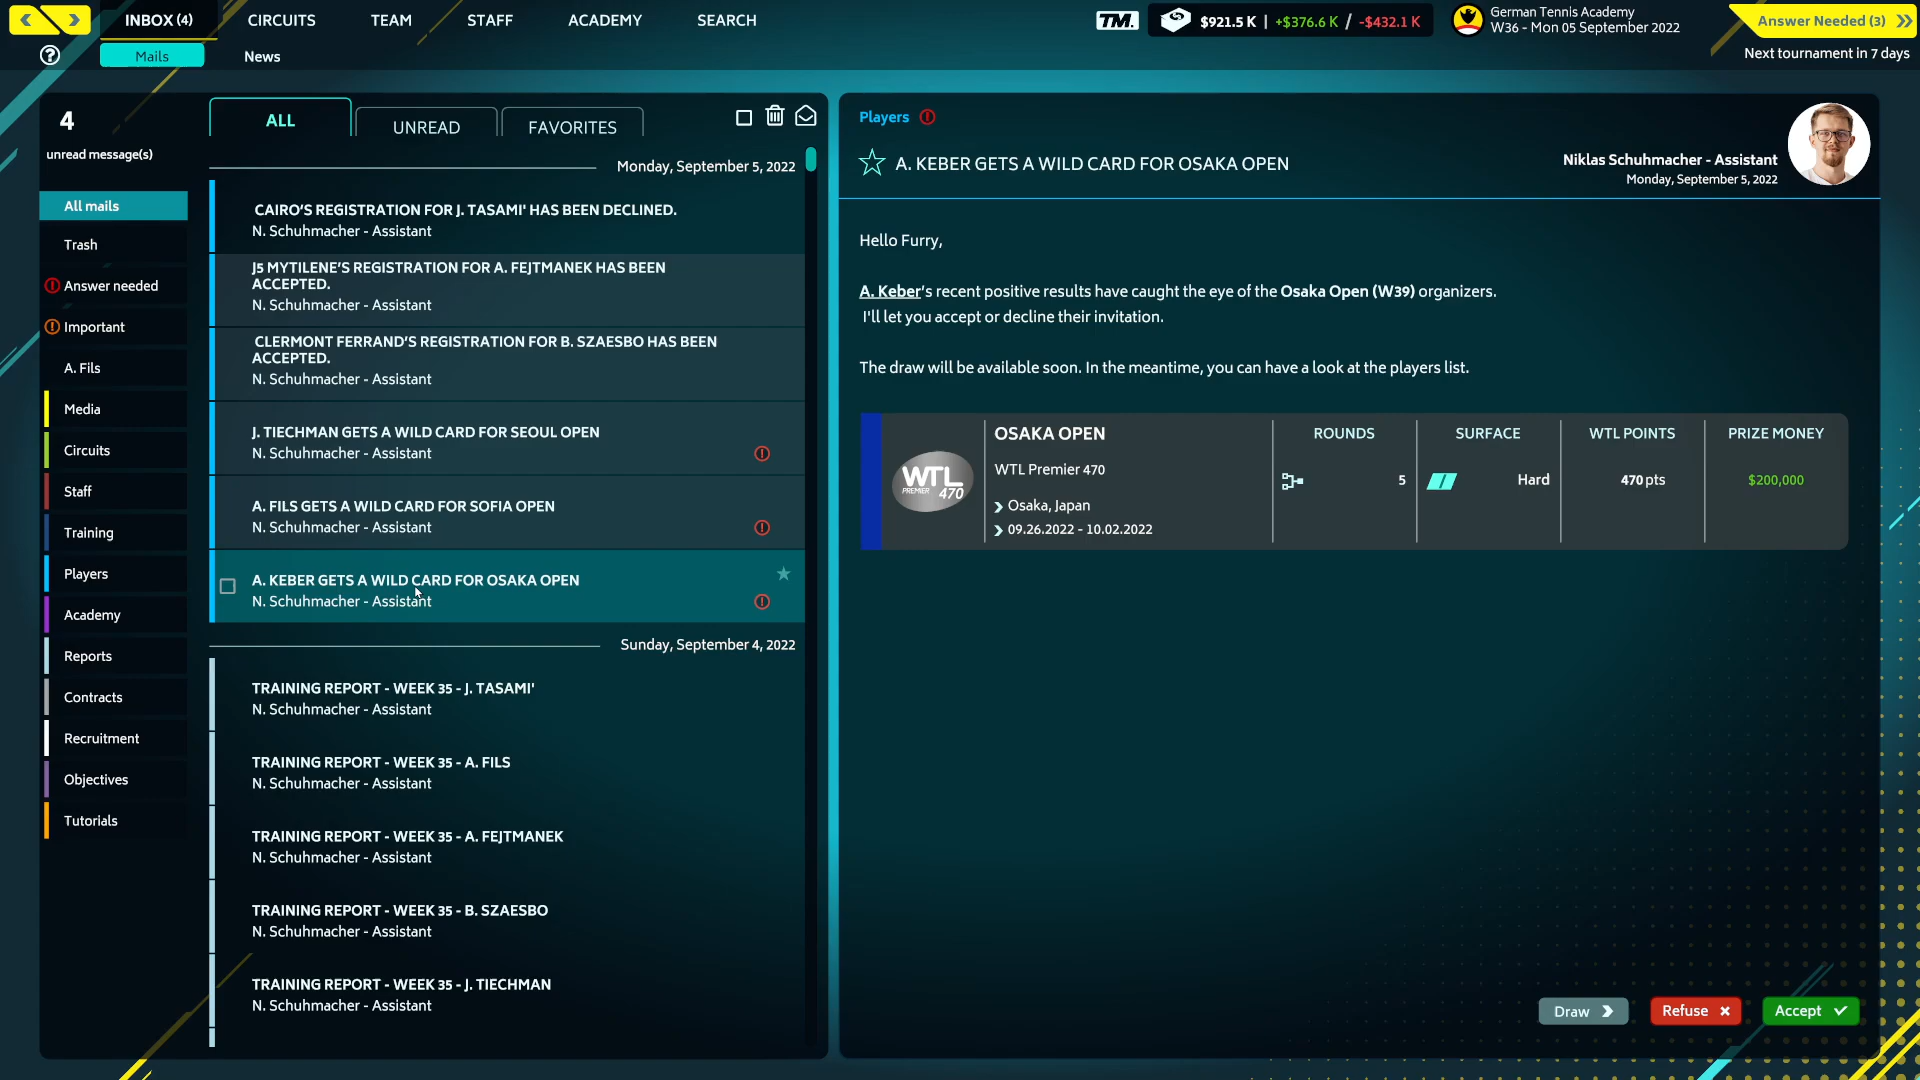 INBOX (4)
CIRCUITS
TEAM
STAFF
ACADEMY
SEARCH
TM.
$921.5 K | +$376.6 K / -$432.1 K
German Tennis Academy
W36 - Mon 05 September 2022
Answer Needed (3)
Next tournament in 7 days
Mails
News
4
unread message(s)
All mails
Trash
Answer needed
Important
A. Fils
Media
Circuits
Staff
Training
Players
Academy
Reports
Contracts
Recruitment
Objectives
Tutorials
ALL
UNREAD
FAVORITES
Monday, September 5, 2022
CAIRO'S REGISTRATION FOR J. TASAMI' HAS BEEN DECLINED.
N. Schuhmacher - Assistant
J5 MYTILENE'S REGISTRATION FOR A. FEJTMANEK HAS BEEN
ACCEPTED.
N. Schuhmacher - Assistant
CLERMONT FERRAND'S REGISTRATION FOR B. SZAESBO HAS BEEN
ACCEPTED.
N. Schuhmacher - Assistant
J. TIECHMAN GETS A WILD CARD FOR SEOUL OPEN
N. Schuhmacher - Assistant
A. FILS GETS A WILD CARD FOR SOFIA OPEN
N. Schuhmacher - Assistant
A. KEBER GETS A WILD CARD FOR OSAKA OPEN
N. Schuhmacher - Assistant
Sunday, September 4, 2022
TRAINING REPORT - WEEK 35 - J. TASAMI'
N. Schuhmacher - Assistant
TRAINING REPORT - WEEK 35 - A. FILS
N. Schuhmacher - Assistant
TRAINING REPORT - WEEK 35 - A. FEJTMANEK
N. Schuhmacher - Assistant
TRAINING REPORT - WEEK 35 - B. SZAESBO
N. Schuhmacher - Assistant
TRAINING REPORT - WEEK 35 - J. TIECHMAN
N. Schuhmacher - Assistant
Players
A. KEBER GETS A WILD CARD FOR OSAKA OPEN
Niklas Schuhmacher - Assistant
Monday, September 5, 2022
Hello Furry,
A. Keber's recent positive results have caught the eye of the Osaka Open (W39) organizers.
I'll let you accept or decline their invitation.
The draw will be available soon. In the meantime, you can have a look at the players list.
WTL
PREMIER 470
OSAKA OPEN
WTL Premier 470
Osaka, Japan
09.26.2022 - 10.02.2022
ROUNDS
5
SURFACE
Hard
WTL POINTS
470 pts
PRIZE MONEY
$200,000
Draw
Refuse
Accept